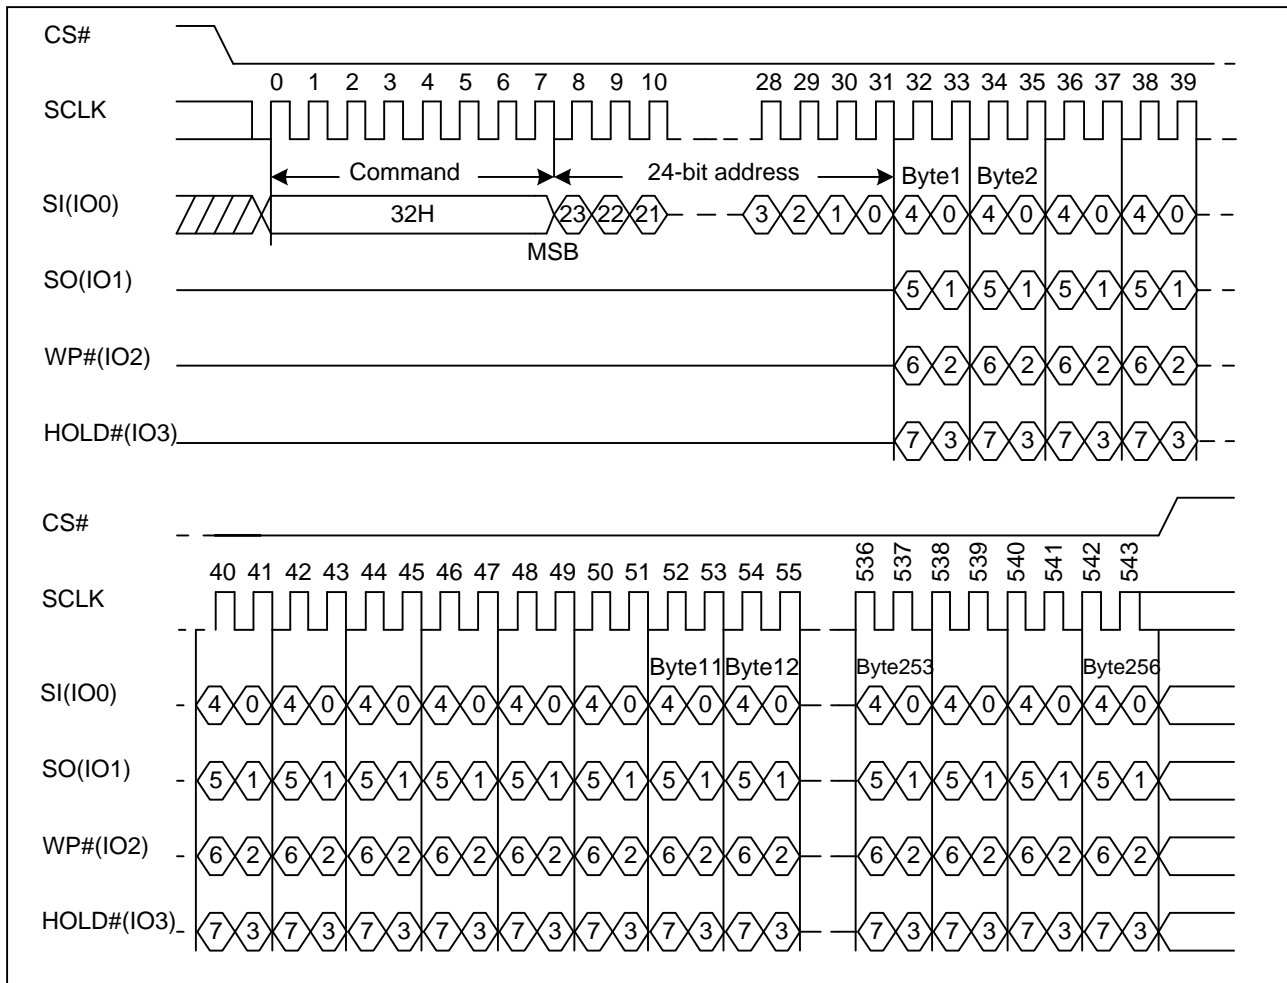 CS#
0 1 2 3 4 5 6 7 8 9 10 28 29 30 31 32 33 34 35 36 37 38 39
SCLK
Command 24-bit address Byte1 Byte2
SI(IO0) 32H 23 22 21 3 2 1 0 4 0 4 0 4 0 4 0
MSB
SO(IO1) 5 1 5 1 5 1 5 1
WP#(IO2) 6 2 6 2 6 2 6 2
HOLD#(IO3) 7 3 7 3 7 3 7 3
CS#
40 41 42 43 44 45 46 47 48 49 50 51 52 53 54 55 536 537 538 539 540 541 542 543
SCLK
Byte11 Byte12 Byte253 Byte256
SI(IO0) 4 0 4 0 4 0 4 0 4 0 4 0 4 0 4 0 4 0 4 0 4 0 4 0
SO(IO1) 5 1 5 1 5 1 5 1 5 1 5 1 5 1 5 1 5 1 5 1 5 1 5 1
WP#(IO2) 6 2 6 2 6 2 6 2 6 2 6 2 6 2 6 2 6 2 6 2 6 2 6 2
HOLD#(IO3) 7 3 7 3 7 3 7 3 7 3 7 3 7 3 7 3 7 3 7 3 7 3 7 3